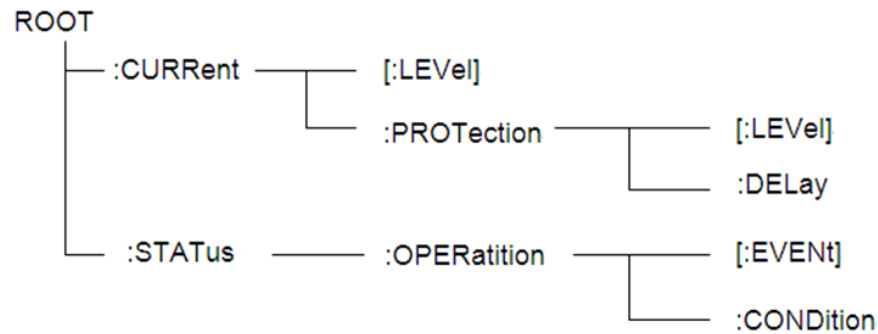 ROOT
:CURRent [:LEVel]
:PROTection [:LEVel]
:DELay
:STATus :OPERatition [:EVENt]
:CONDition